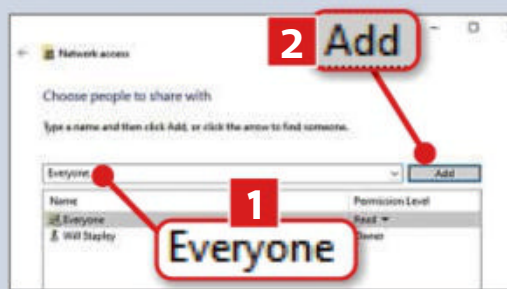 2 Add
Network access
Choose people to share with
Type a name and then click Add, or click the arrow to find someone.
Everyone
Add
Name
Permission Level
Everyone
Read
Will Stapley
Owner
1
Everyone